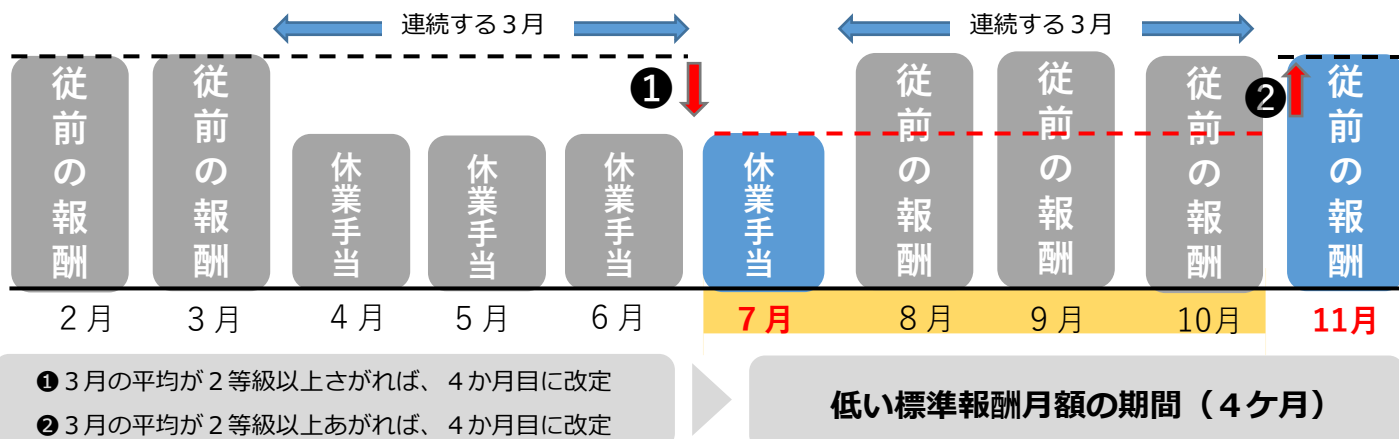 連続する３月
連続する３月
❶
❷
従前の報酬
従前の報酬
休業手当
休業手当
休業手当
休業手当
従前の報酬
従前の報酬
従前の報酬
従前の報酬
２月
３月
４月
５月
６月
７月
８月
９月
10月
11月
❶３月の平均が２等級以上さがれば、４か月目に改定
❷３月の平均が２等級以上あがれば、４か月目に改定
低い標準報酬月額の期間（４ケ月）